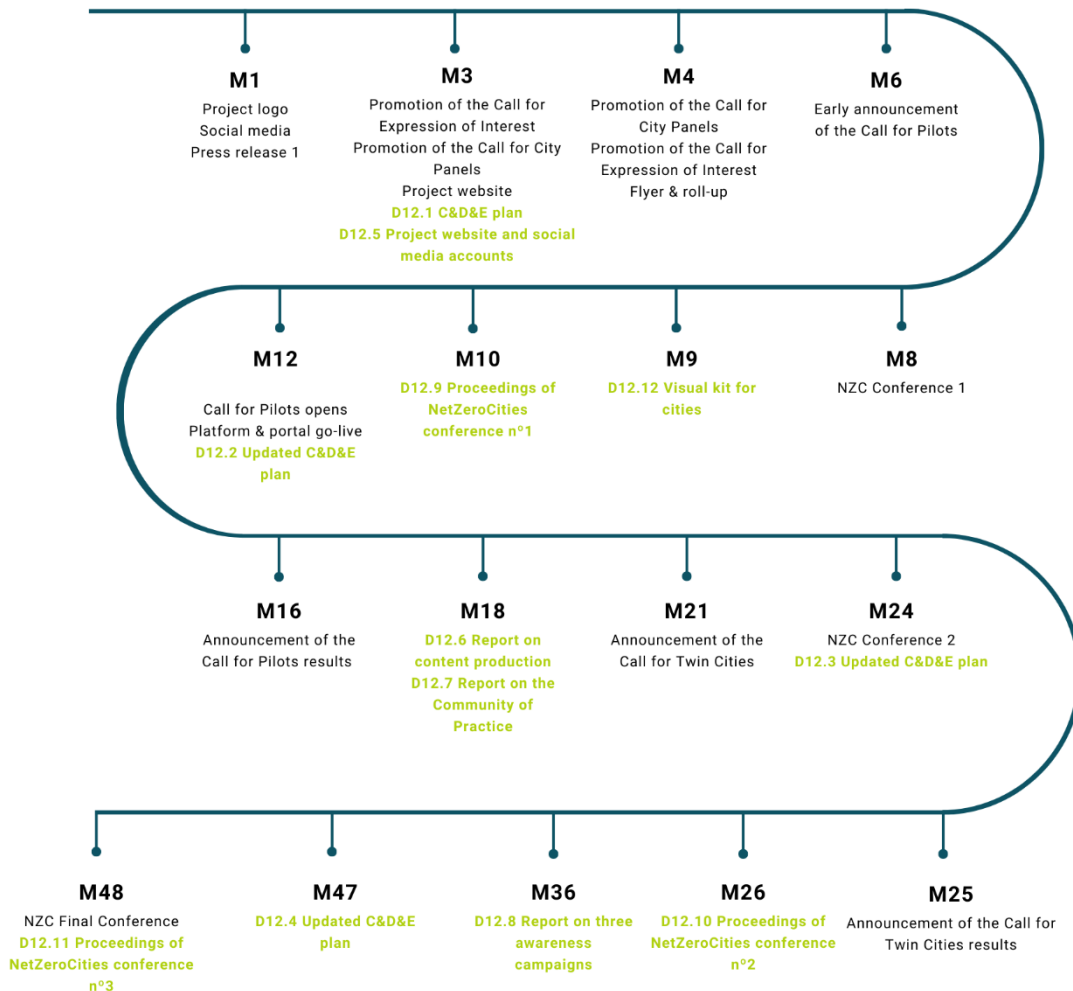 M1
Project logo
Social media
Press release 1
M3
Promotion of the Call for
Expression of Interest
Promotion of the Call for City
Panels
Project website
D12.1 C&D&E plan
D12.5 Project website and social
media accounts
M4
Promotion of the Call for
City Panels
Promotion of the Call for
Expression of Interest
Flyer & roll-up
M6
Early announcement
of the Call for Pilots
M8
NZC Conference 1
M9
D12.12 Visual kit for
cities
M10
D12.9 Proceedings of
NetZeroCities
conference nº1
M12
Call for Pilots opens
Platform & portal go-live
D12.2 Updated C&D&E
plan
M16
Announcement of the
Call for Pilots results
M18
D12.6 Report on
content production
D12.7 Report on the
Community of
Practice
M21
Announcement of the
Call for Twin Cities
M24
NZC Conference 2
D12.3 Updated C&D&E plan
M25
Announcement of the Call for
Twin Cities results
M26
D12.10 Proceedings of
NetZeroCities conference
nº2
M36
D12.8 Report on three
awareness
campaigns
M47
D12.4 Updated C&D&E
plan
M48
NZC Final Conference
D12.11 Proceedings of
NetZeroCities conference
nº3